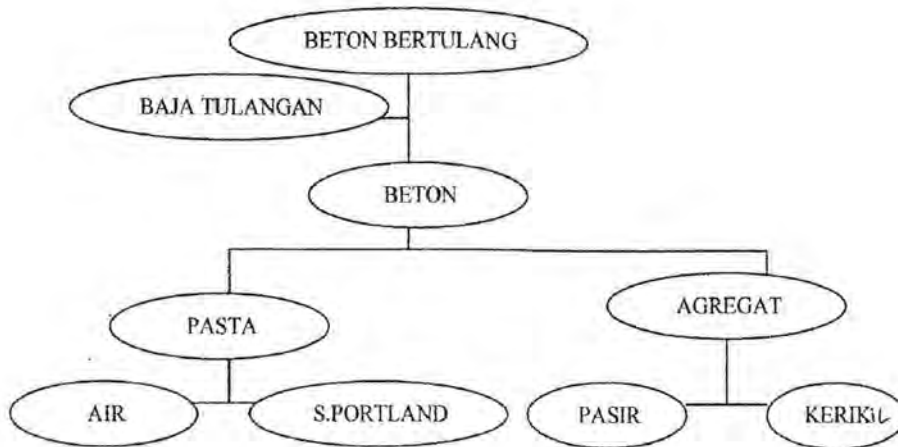 BETON BERTULANG
BAJA TULANGAN
BETON
PASTA
AGREGAT
AIR
S.PORTLAND
PASIR
KERIKIL